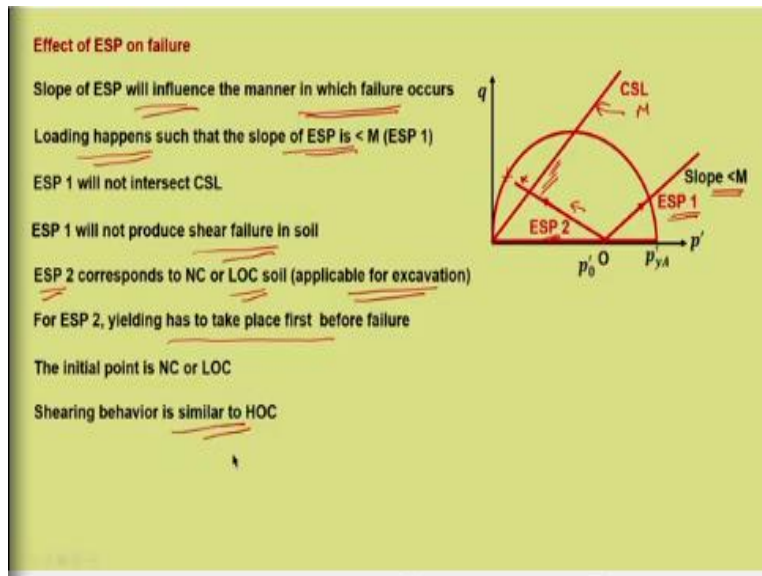 Effect of ESP on failure
Slope of ESP will influence the manner in which failure occurs
Loading happens such that the slope of ESP is < M (ESP 1)
ESP 1 will not intersect CSL
ESP 1 will not produce shear failure in soil
ESP 2 corresponds to NC or LOC soil (applicable for excavation)
For ESP 2, yielding has to take place first before failure
The initial point is NC or LOC
Shearing behavior is similar to HOC
q
CSL
M
Slope <M
ESP 1
ESP 2
p'
p'₀ O
p'yA